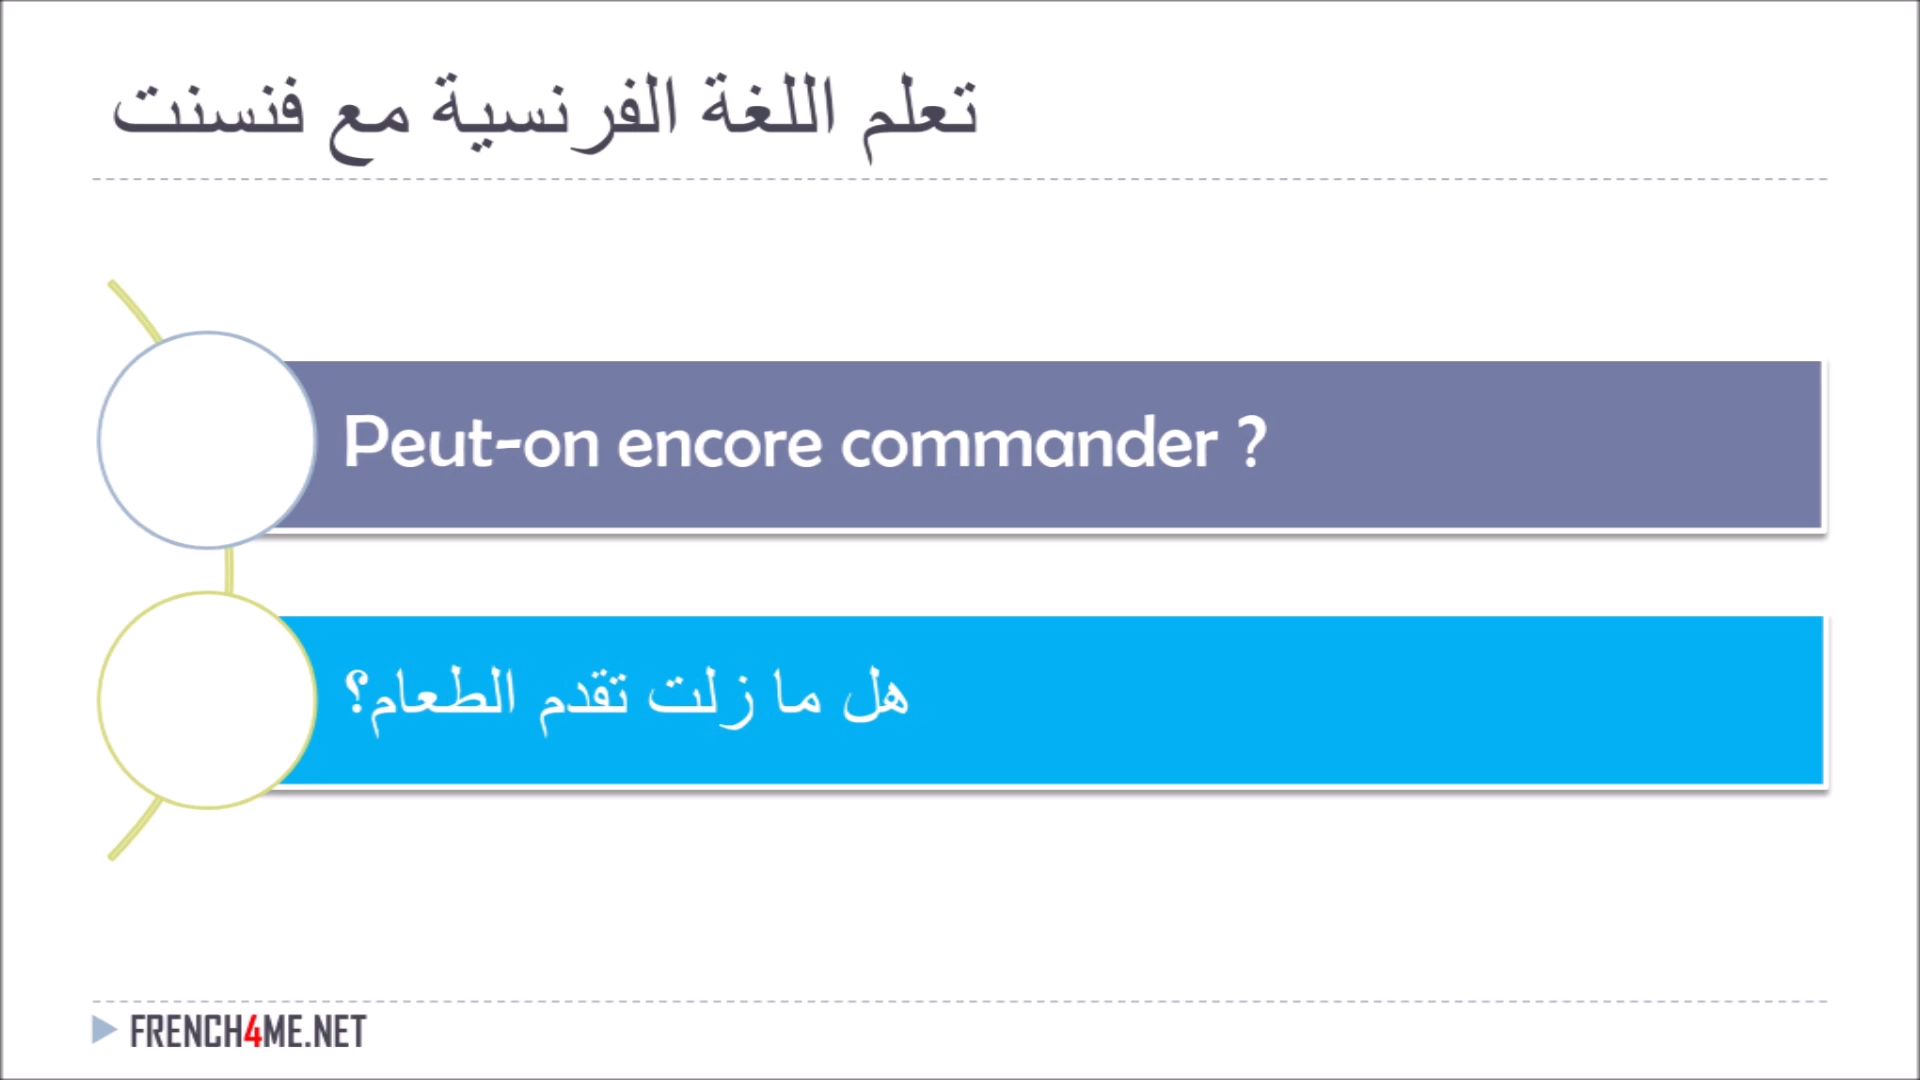 تعلم اللغة الفرنسية مع فنسنت
Peut-on encore commander ?
هل ما زلت تقدم الطعام؟
FRENCH4ME.NET